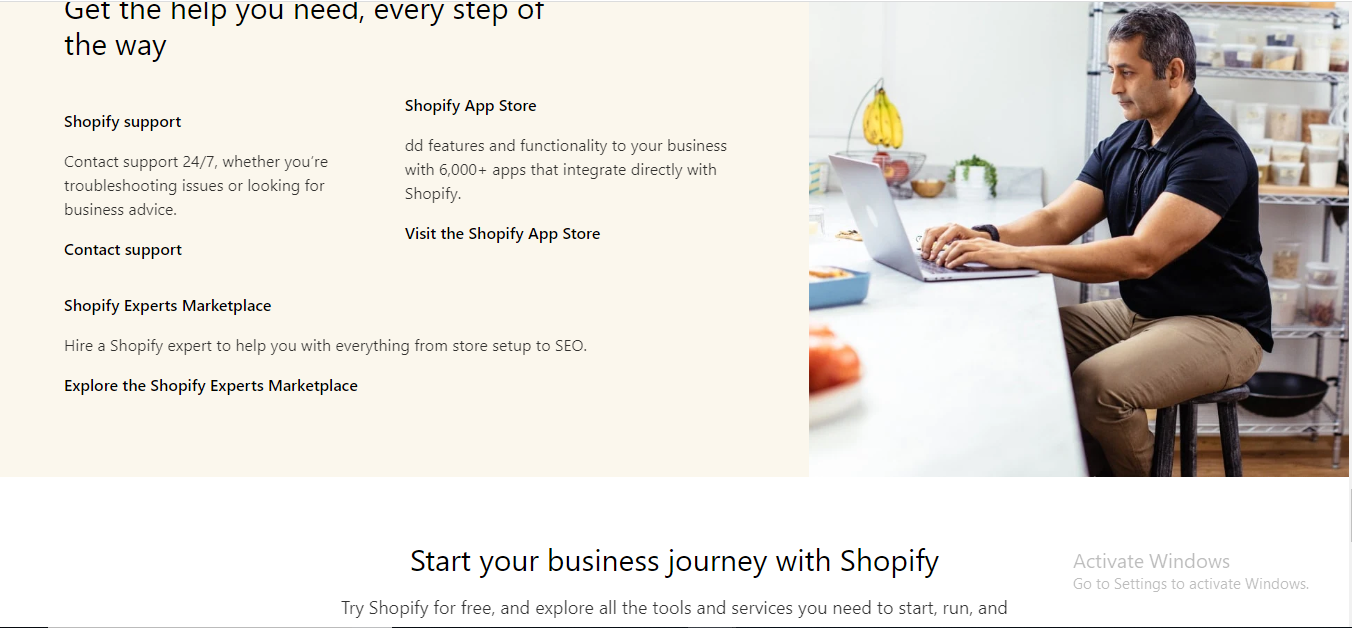 Get the help you need, every step of
the way
Shopify support
Contact support 24/7, whether you’re
troubleshooting issues or looking for
business advice.
Contact support
Shopify App Store
dd features and functionality to your business
with 6,000+ apps that integrate directly with
Shopify.
Visit the Shopify App Store
Shopify Experts Marketplace
Hire a Shopify expert to help you with everything from store setup to SEO.
Explore the Shopify Experts Marketplace
Start your business journey with Shopify
Try Shopify for free, and explore all the tools and services you need to start, run, and
Activate Windows
Go to Settings to activate Windows.